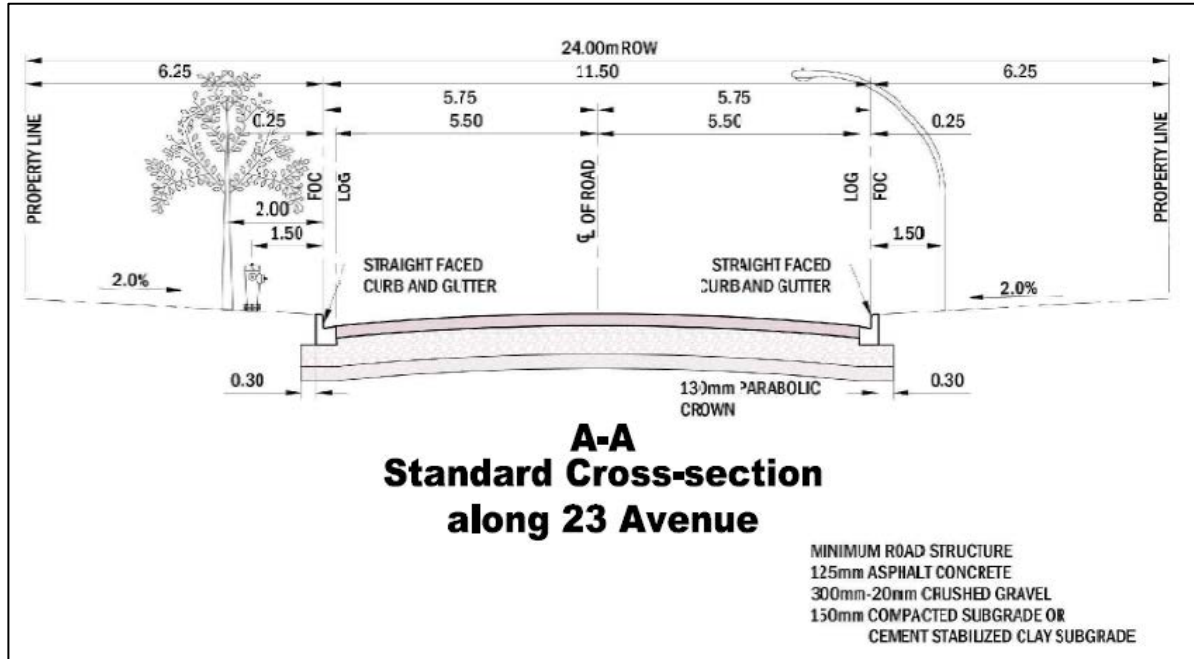 24.00m ROW
6.25 11.50 6.25
5.75 5.75
0.25 5.50 5.50 0.25
PROPERTY LINE
FOC
LOG
℄ OF ROAD
LOG
FOC
PROPERTY LINE
2.00
1.50 1.50
STRAIGHT FACED
CURB AND GUTTER
STRAIGHT FACED
CURB AND GUTTER
2.0% 2.0%
0.30 0.30
130mm PARABOLIC
CROWN
A-A
Standard Cross-section
along 23 Avenue
MINIMUM ROAD STRUCTURE
125mm ASPHALT CONCRETE
300mm-20mm CRUSHED GRAVEL
150mm COMPACTED SUBGRADE OR
CEMENT STABILIZED CLAY SUBGRADE